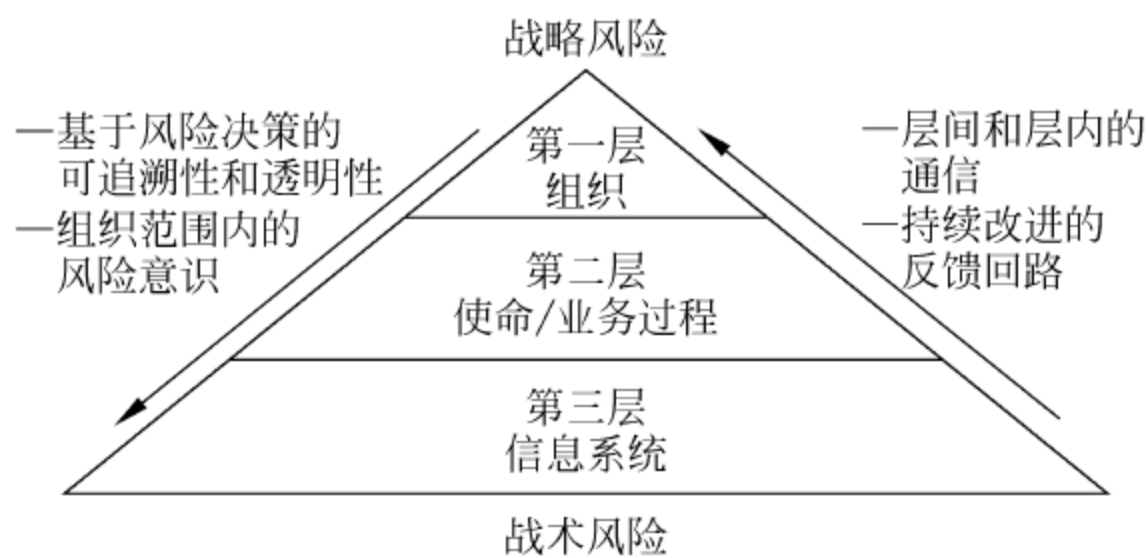 战略风险
—基于风险决策的
可追溯性和透明性
—组织范围内的
风险意识
第一层
组织
第二层
使命/业务过程
第三层
信息系统
—层间和层内的
通信
—持续改进的
反馈回路
战术风险